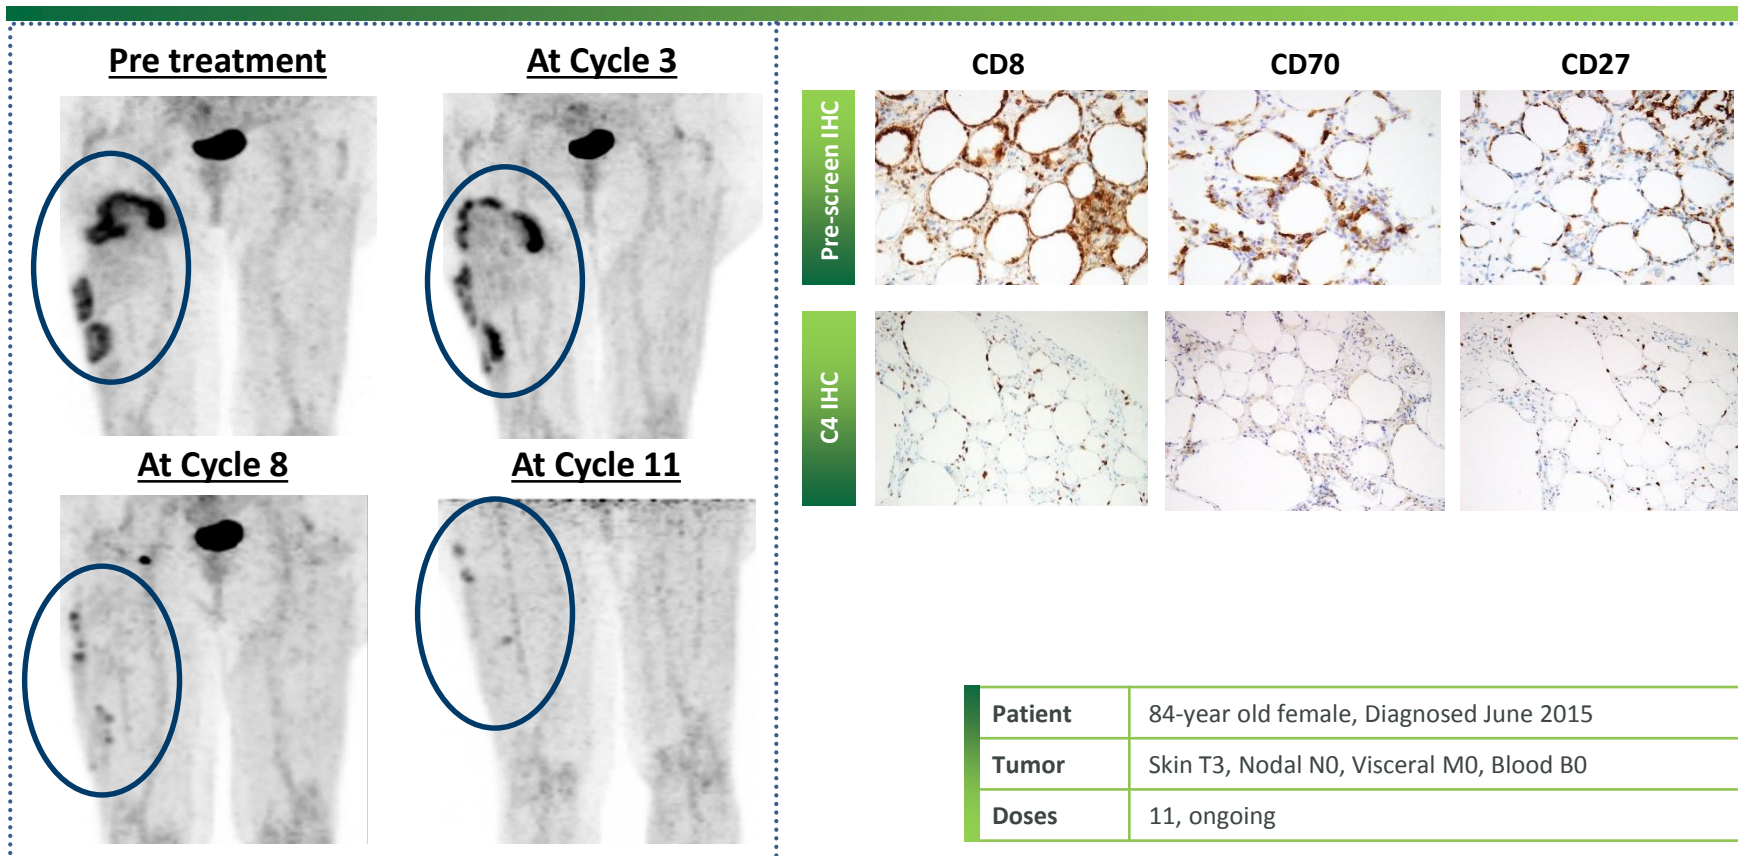 Pre treatment
At Cycle 3
At Cycle 8
At Cycle 11
CD8 CD70 CD27
Pre-screen IHC
C4 IHC
Patient 84-year old female, Diagnosed June 2015
Tumor Skin T3, Nodal N0, Visceral M0, Blood B0
Doses 11, ongoing